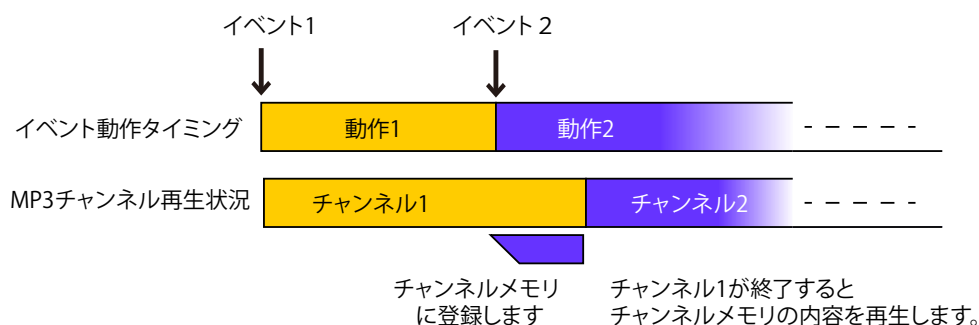 イベント1
イベント 2
イベント動作タイミング
動作1
動作2
MP3チャンネル再生状況
チャンネル1
チャンネル2
チャンネルメモリ
に登録します
チャンネル1が終了すると
チャンネルメモリの内容を再生します。